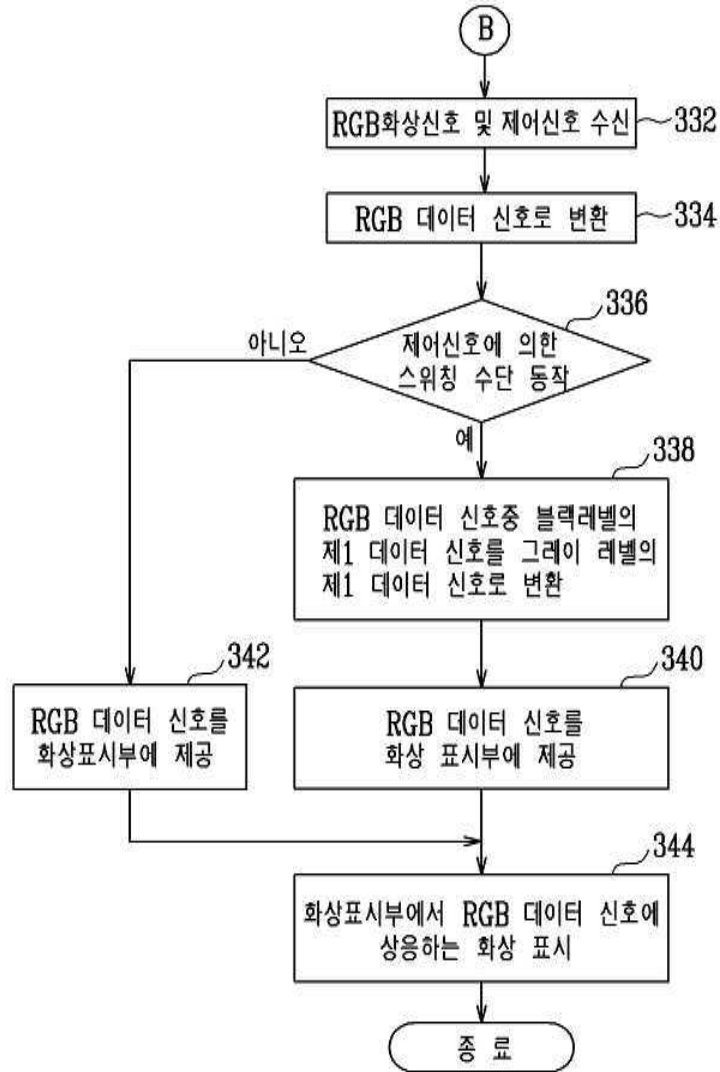 B
RGB화상신호 및 제어신호 수신
332
RGB 데이터 신호로 변환
334
336
제어신호에 의한
스위칭 수단 동작
아니오
예
338
RGB 데이터 신호중 블랙레벨의
제1 데이터 신호를 그레이 레벨의
제1 데이터 신호로 변환
342
RGB 데이터 신호를
화상표시부에 제공
340
RGB 데이터 신호를
화상 표시부에 제공
344
화상표시부에서 RGB 데이터 신호에
상응하는 화상 표시
종 료